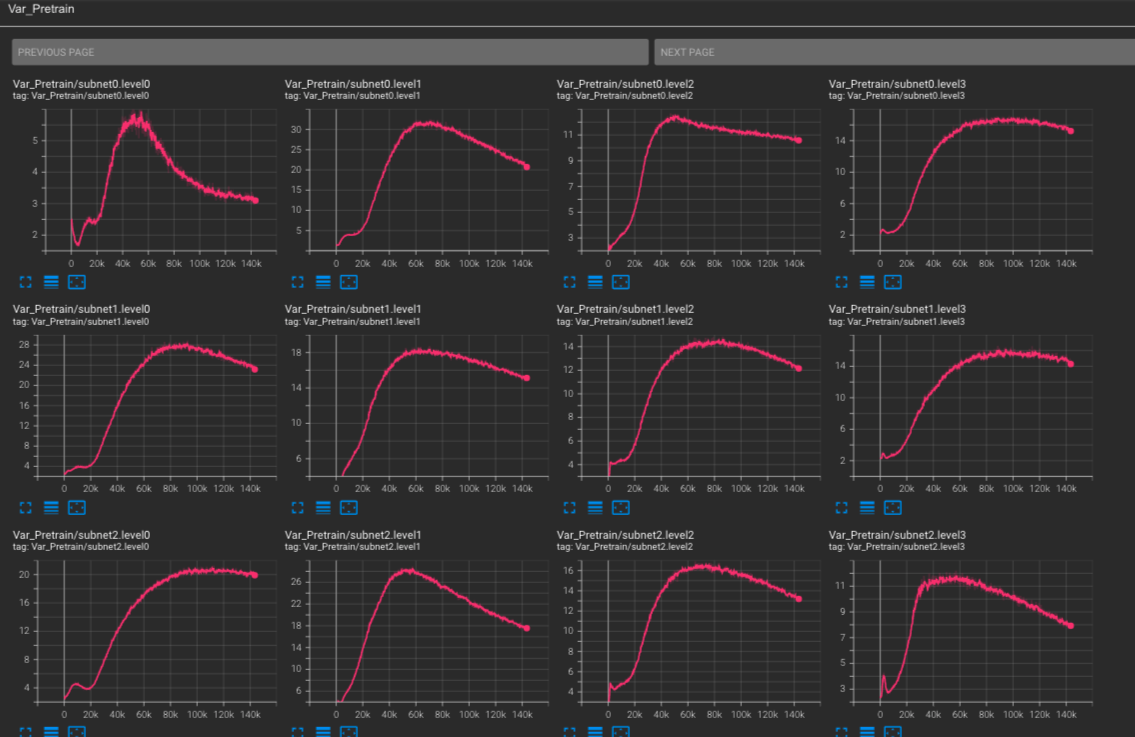 Var_Pretrain
PREVIOUS PAGE
NEXT PAGE
Var_Pretrain/subnet0.level0
tag: Var_Pretrain/subnet0.level0
5
4
3
2
0 20k 40k 60k 80k 100k 120k 140k
Var_Pretrain/subnet0.level1
tag: Var_Pretrain/subnet0.level1
30
20
15
10
5
0 20k 40k 60k 80k 100k 120k 140k
Var_Pretrain/subnet0.level2
tag: Var_Pretrain/subnet0.level2
11
9
7
5
3
0 20k 40k 60k 80k 100k 120k 140k
Var_Pretrain/subnet0.level3
tag: Var_Pretrain/subnet0.level3
14
10
6
2
0 20k 40k 60k 80k 100k 120k 140k
Var_Pretrain/subnet1.level0
tag: Var_Pretrain/subnet1.level0
28
24
20
16
12
8
4
0 20k 40k 60k 80k 100k 120k 140k
Var_Pretrain/subnet1.level1
tag: Var_Pretrain/subnet1.level1
18
14
10
6
0 20k 40k 60k 80k 100k 120k 140k
Var_Pretrain/subnet1.level2
tag: Var_Pretrain/subnet1.level2
14
12
10
8
6
4
0 20k 40k 60k 80k 100k 120k 140k
Var_Pretrain/subnet1.level3
tag: Var_Pretrain/subnet1.level3
14
10
6
2
0 20k 40k 60k 80k 100k 120k 140k
Var_Pretrain/subnet2.level0
tag: Var_Pretrain/subnet2.level0
20
16
12
8
4
0 20k 40k 60k 80k 100k 120k 140k
Var_Pretrain/subnet2.level1
tag: Var_Pretrain/subnet2.level1
26
22
18
14
10
6
0 20k 40k 60k 80k 100k 120k 140k
Var_Pretrain/subnet2.level2
tag: Var_Pretrain/subnet2.level2
16
14
12
10
8
6
4
0 20k 40k 60k 80k 100k 120k 140k
Var_Pretrain/subnet2.level3
tag: Var_Pretrain/subnet2.level3
11
9
7
5
3
0 20k 40k 60k 80k 100k 120k 140k